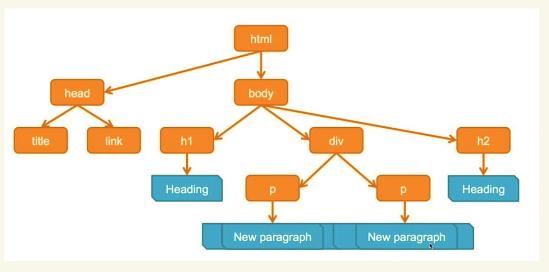 html
head
body
title
link
h1
div
h2
Heading
p
p
Heading
New paragraph
New paragraph